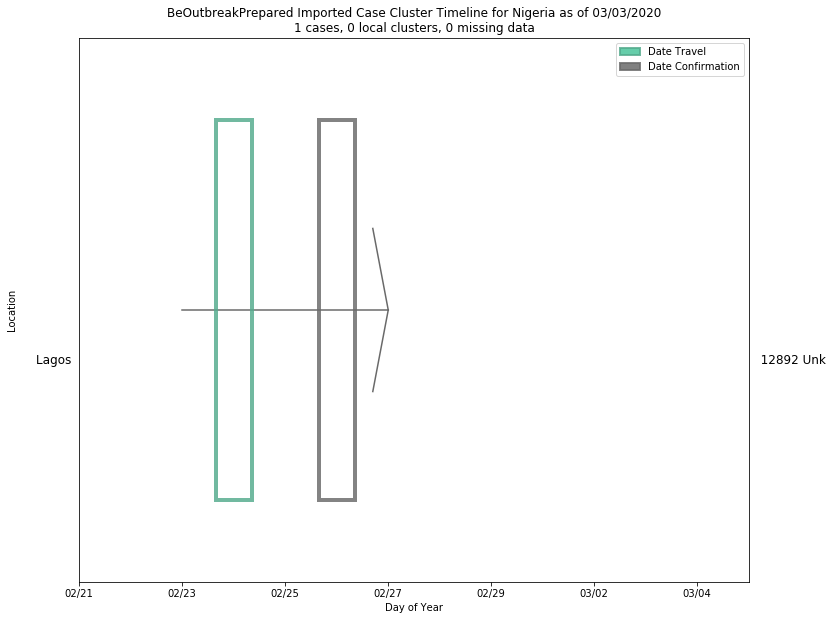 BeOutbreakPrepared Imported Case Cluster Timeline for Nigeria as of 03/03/2020
1 cases, 0 local clusters, 0 missing data
Date Travel
Date Confirmation
Location
Lagos
12892 Unk
02/21 02/23 02/25 02/27 02/29 03/02 03/04
Day of Year